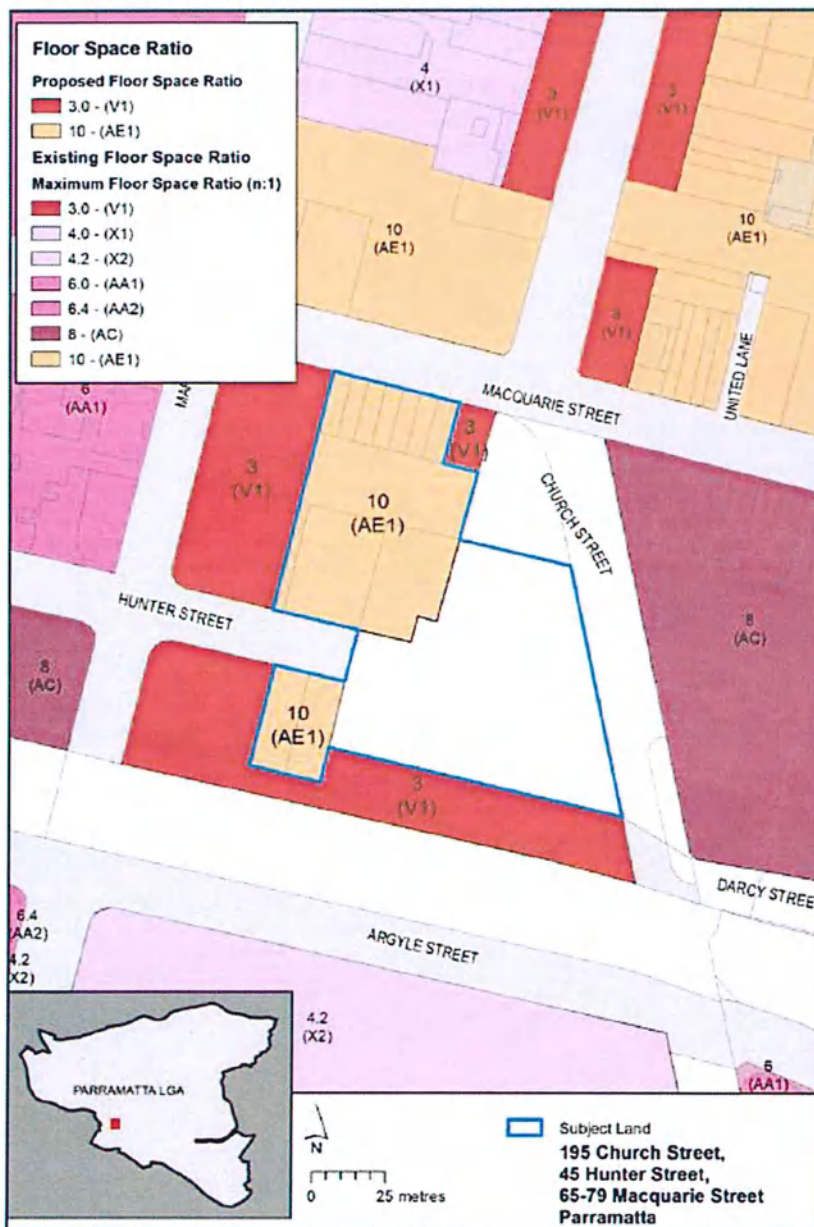 Floor Space Ratio
Proposed Floor Space Ratio
3.0 - (V1)
10 - (AE1)
Existing Floor Space Ratio
Maximum Floor Space Ratio (n:1)
3.0 - (V1)
4.0 - (X1)
4.2 - (X2)
6.0 - (AA1)
6.4 - (AA2)
8 - (AC)
10 - (AE1)
4
(X1)
3
(V1)
3
(V1)
10
(AE1)
10
(AE1)
3
(V1)
UNITED LANE
MACQUARIE STREET
6
(AA1)
3
(V1)
3
(V1)
10
(AE1)
CHURCH STREET
HUNTER STREET
8
(AC)
8
(AC)
10
(AE1)
3
(V1)
DARCY STREET
ARGYLE STREET
6.4
(AA2)
4.2
(X2)
4.2
(X2)
6
(AA1)
PARRAMATTA LGA
N
0 25 metres
Subject Land
195 Church Street,
45 Hunter Street,
65-79 Macquarie Street
Parramatta